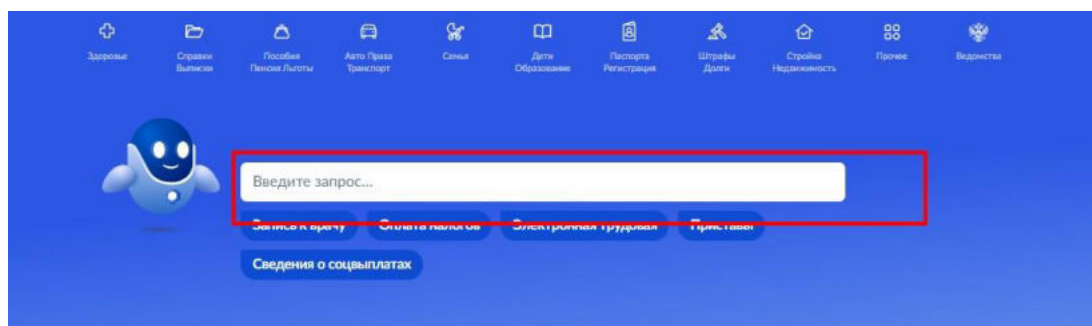 Здоровье
Справки
Выписки
Пособия
Пенсия Льготы
Авто Права
Транспорт
Семья
Дети
Образование
Паспорта
Регистрация
Штрафы
Долги
Стройка
Недвижимость
Прочее
Ведомства
Введите запрос...
Запись к врачу
Оплата налогов
Электронная трудовая
Приставы
Сведения о соцвыплатах